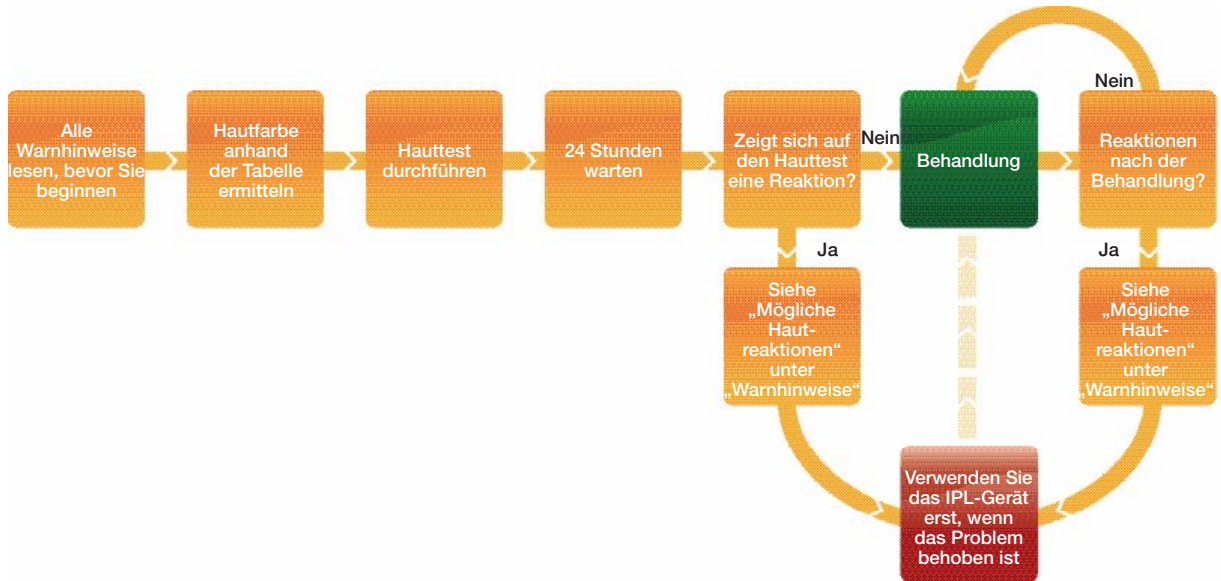 Alle
Warnhinweise
lesen, bevor Sie
beginnen
Hautfarbe
anhand
der Tabelle
ermitteln
Hauttest
durchführen
24 Stunden
warten
Zeigt sich auf
den Hauttest
eine Reaktion?
Nein
Behandlung
Nein
Reaktionen
nach der
Behandlung?
Ja
Siehe
„Mögliche
Haut-
reaktionen“
unter
„Warnhinweise“
Ja
Siehe
„Mögliche
Haut-
reaktionen“
unter
„Warnhinweise“
Verwenden Sie
das IPL-Gerät
erst, wenn
das Problem
behoben ist